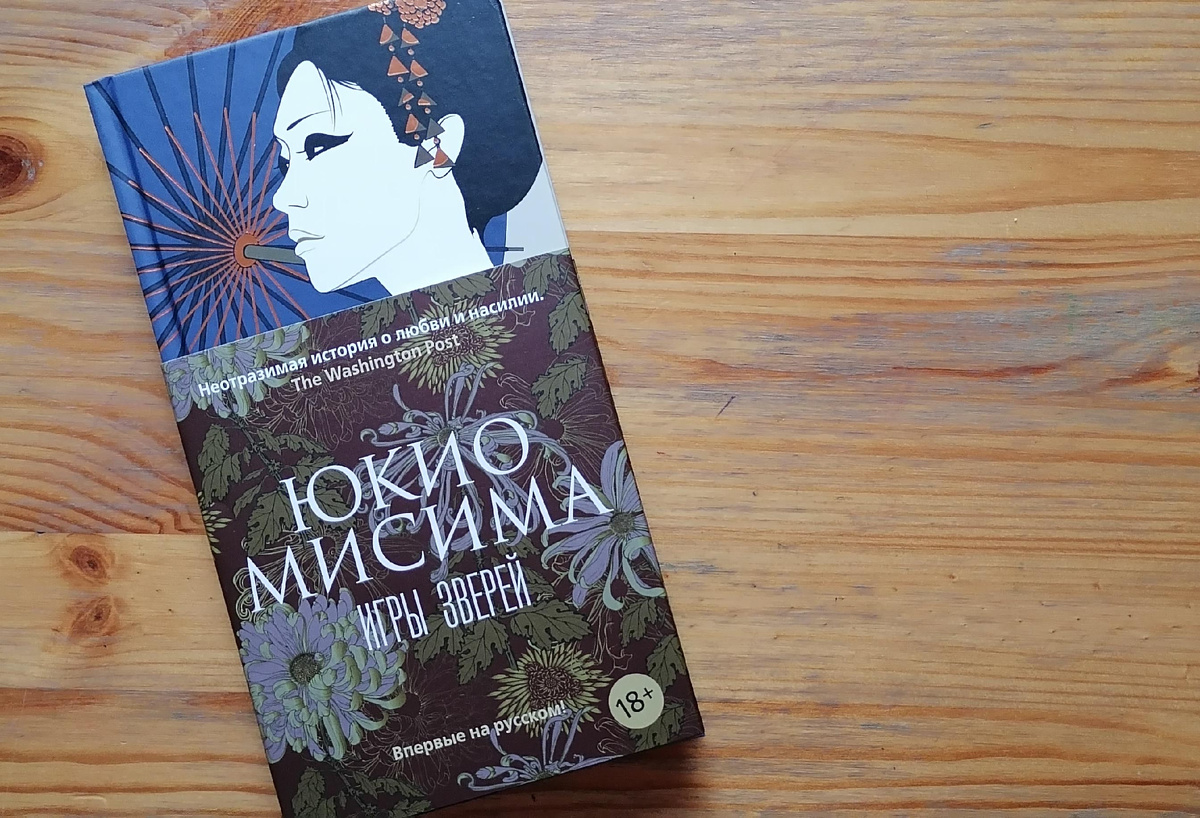 Неотразимая история о любви и насилии.
The Washington Post
ЮКИО
МИСИМА
ИГРЫ ЗВЕРЕЙ
18+
Впервые на русском!